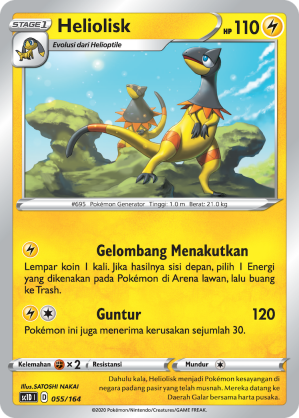 STAGE 1
Heliolisk
HP 110
Evolusi dari Helioptile
#695 Pokémon Generator Tinggi: 1.0 m Berat: 21.0 kg
Gelombang Menakutkan
Lempar koin 1 kali. Jika hasilnya sisi depan, pilih 1 Energi
yang dikenakan pada Pokémon di Arena lawan, lalu buang
ke Trash.
Guntur 120
Pokémon ini juga menerima kerusakan sejumlah 30.
Kelemahan ×2 Resistansi Mundur
Illus. SATOSHI NAKAI
sc1D I D 055/164
Dahulu kala, Heliolisk menjadi Pokémon kesayangan di
negara padang pasir yang telah musnah. Mereka datang ke
Daerah Galar bersama harta pusaka.
©2020 Pokémon/Nintendo/Creatures/GAME FREAK.